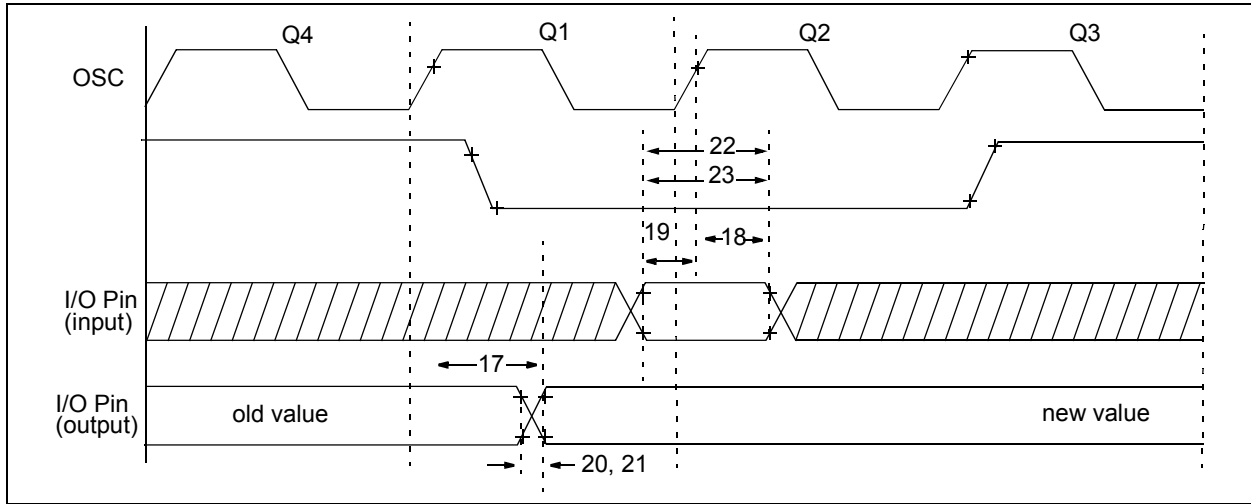 Q4 Q1 Q2 Q3
OSC
22
23
19
18
I/O Pin
(input)
17
I/O Pin
(output)
old value
new value
20, 21